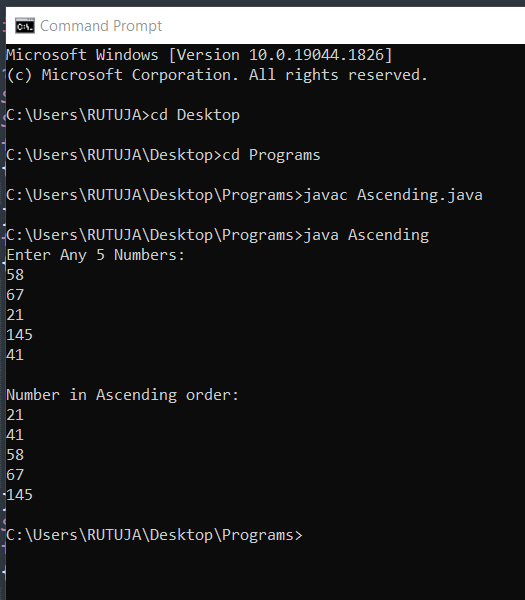 Command Prompt
Microsoft Windows [Version 10.0.19044.1826]
(c) Microsoft Corporation. All rights reserved.
C:\Users\RUTUJA>cd Desktop
C:\Users\RUTUJA\Desktop>cd Programs
C:\Users\RUTUJA\Desktop\Programs>javac Ascending.java
C:\Users\RUTUJA\Desktop\Programs>java Ascending
Enter Any 5 Numbers:
58
67
21
145
41
Number in Ascending order:
21
41
58
67
145
C:\Users\RUTUJA\Desktop\Programs>